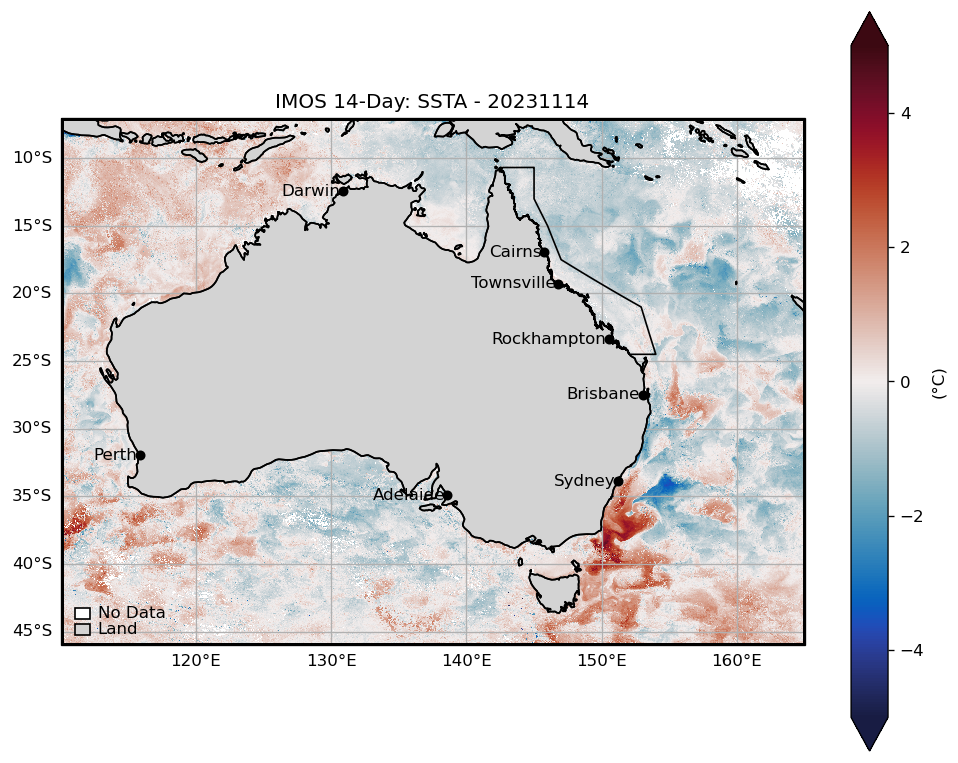 IMOS 14-Day: SSTA - 20231114
10°S
15°S
20°S
25°S
30°S
35°S
40°S
45°S
Darwin
Cairns
Townsville
Rockhampton
Brisbane
Perth
Sydney
Adelaide
No Data
Land
120°E
130°E
140°E
150°E
160°E
4
2
0
−2
−4
(°C)